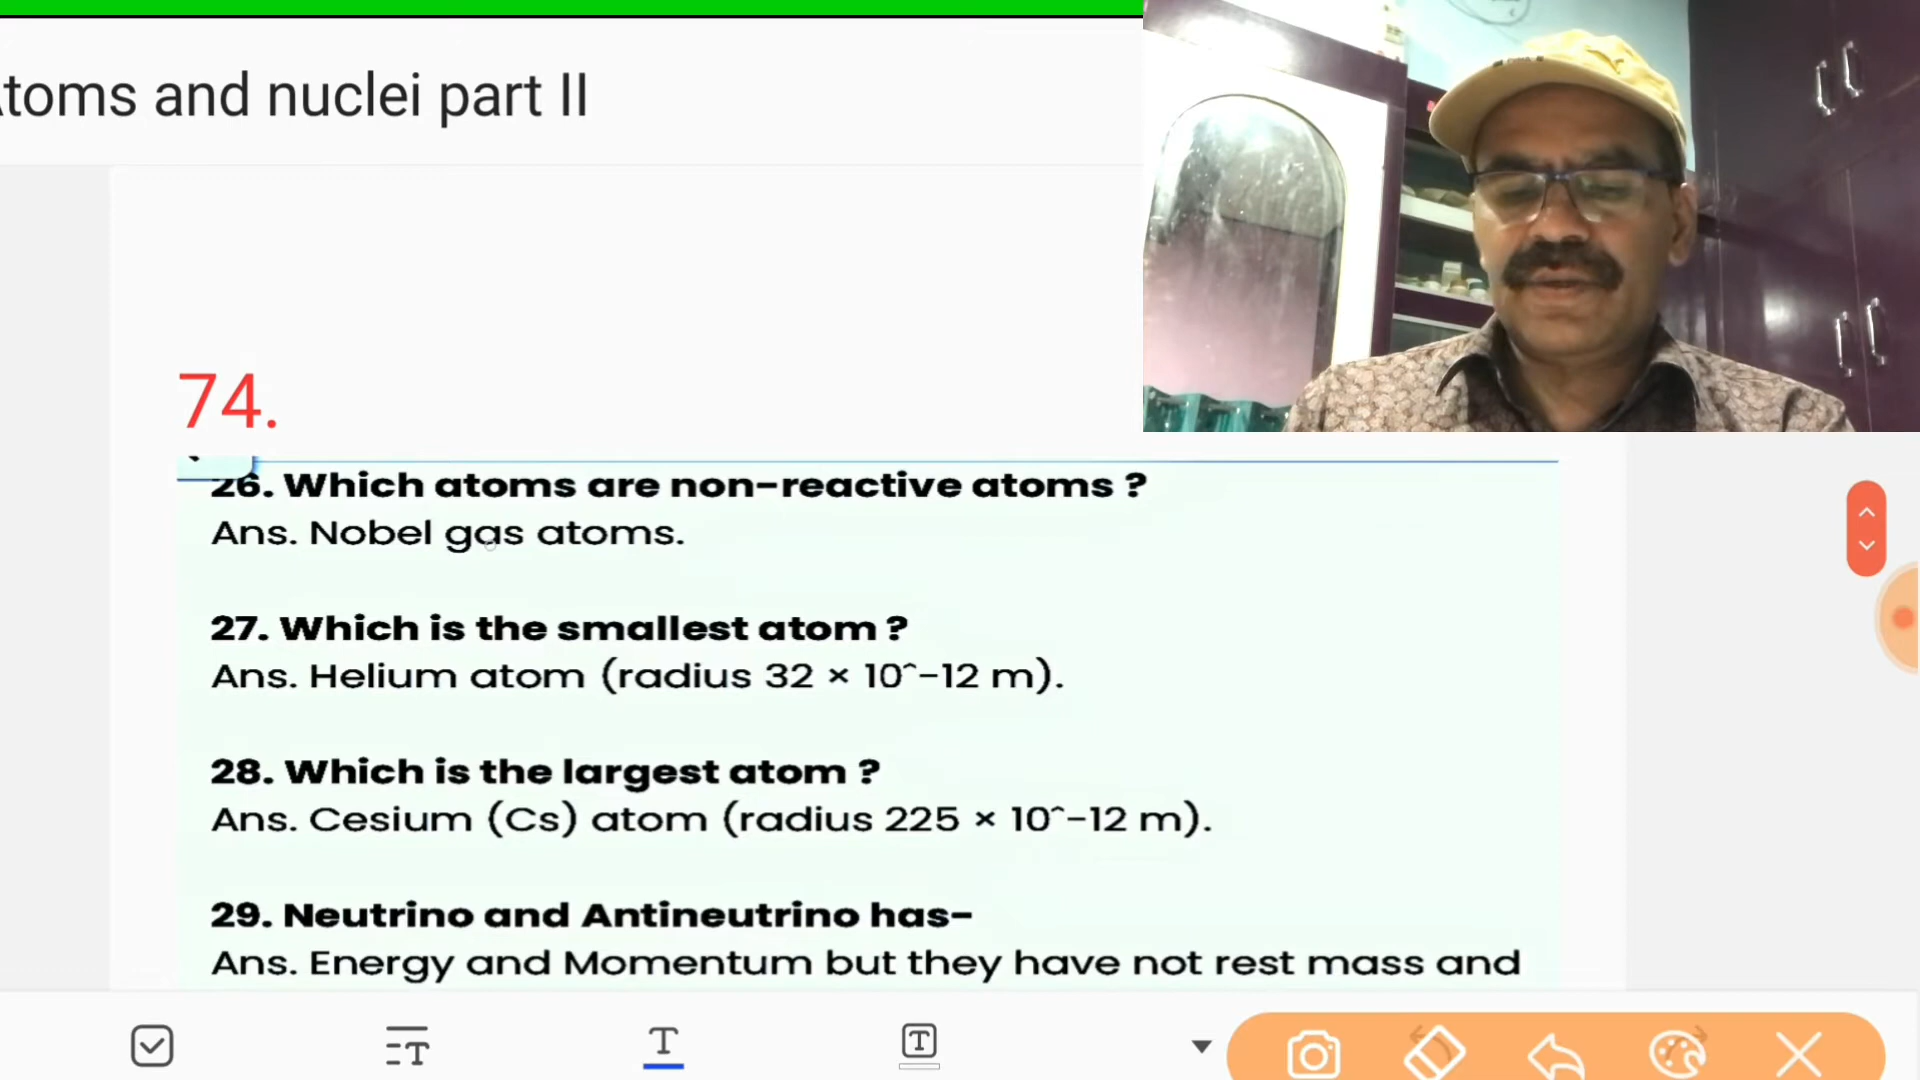 toms and nuclei part II
74.
26. Which atoms are non-reactive atoms ?
Ans. Nobel gas atoms.
27. Which is the smallest atom ?
Ans. Helium atom (radius 32 × 10^-12 m).
28. Which is the largest atom ?
Ans. Cesium (Cs) atom (radius 225 × 10^-12 m).
29. Neutrino and Antineutrino has-
Ans. Energy and Momentum but they have not rest mass and